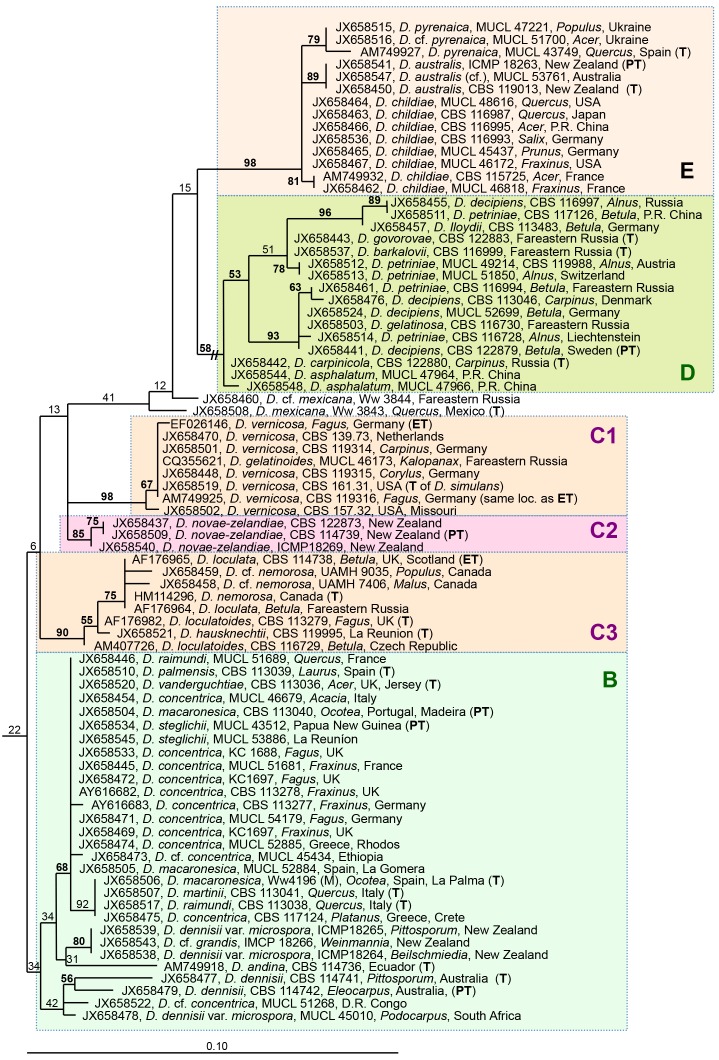 JX658515, D. pyrenaica, MUCL 47221, Populus, Ukraine
79
JX658516, D. cf. pyrenaica, MUCL 51700, Acer, Ukraine
AM749927, D. pyrenaica, MUCL 43749, Quercus, Spain (T)
JX658541, D. australis, ICMP 18263, New Zealand (PT)
89
JX658547, D. australis (cf.), MUCL 53761, Australia
JX658450, D. australis, CBS 119013, New Zealand (T)
JX658464, D. childiae, MUCL 48616, Quercus, USA
JX658463, D. childiae, CBS 116987, Quercus, Japan
JX658466, D. childiae, CBS 116995, Acer, P.R. China
JX658536, D. childiae, CBS 116993, Salix, Germany
JX658465, D. childiae, MUCL 45437, Prunus, Germany
98
JX658467, D. childiae, MUCL 46172, Fraxinus, USA
E
81
AM749932, D. childiae, CBS 115725, Acer, France
JX658462, D. childiae, MUCL 46818, Fraxinus, France
15
89
JX658455, D. decipiens, CBS 116997, Alnus, Russia
96
JX658511, D. petriniae, CBS 117126, Betula, P.R. China
JX658457, D. lloydii, CBS 113483, Betula, Germany
JX658443, D. govorovae, CBS 122883, Fareastern Russia (T)
51
JX658537, D. barkalovii, CBS 116999, Fareastern Russia (T)
78
JX658512, D. petriniae, MUCL 49214, CBS 119988, Alnus, Austria
JX658513, D. petriniae, MUCL 51850, Alnus, Switzerland
53
63
JX658461, D. petriniae, CBS 116994, Betula, Fareastern Russia
JX658476, D. decipiens, CBS 113046, Carpinus, Denmark
JX658524, D. decipiens, MUCL 52699, Betula, Germany
JX658503, D. gelatinosa, CBS 116730, Fareastern Russia
93
JX658514, D. petriniae, CBS 116728, Alnus, Liechtenstein
58
JX658441, D. decipiens, CBS 122879, Betula, Sweden (PT)
JX658442, D. carpinicola, CBS 122880, Carpinus, Russia (T)
JX658544, D. asphalatum, MUCL 47964, P.R. China
D
12
JX658548, D. asphalatum, MUCL 47966, P.R. China
41
JX658460, D. cf. mexicana, Ww 3844, Fareastern Russia
13
JX658508, D. mexicana, Ww 3843, Quercus, Mexico (T)
EF026146, D. vernicosa, Fagus, Germany (ET)
C1
JX658470, D. vernicosa, CBS 139.73, Netherlands
JX658501, D. vernicosa, CBS 119314, Carpinus, Germany
CQ355621, D. gelatinoides, MUCL 46173, Kalopanax, Fareastern Russia
JX658448, D. vernicosa, CBS 119315, Corylus, Germany
67
JX658519, D. vernicosa, CBS 161.31, USA (T of D. simulans)
98
AM749925, D. vernicosa, CBS 119316, Fagus, Germany (same loc. as ET)
JX658502, D. vernicosa, CBS 157.32, USA, Missouri
75
JX658437, D. novae-zelandiae, CBS 122873, New Zealand
C2
85
JX658509, D. novae-zelandiae, CBS 114739, New Zealand (PT)
JX658540, D. novae-zelandiae, ICMP18269, New Zealand
6
AF176965, D. loculata, CBS 114738, Betula, UK, Scotland (ET)
JX658459, D. cf. nemorosa, UAMH 9035, Populus, Canada
JX658458, D. cf. nemorosa, UAMH 7406, Malus, Canada
75
HM114296, D. nemorosa, Canada (T)
AF176964, D. loculata, Betula, Fareastern Russia
55
AF176982, D. loculatoides, CBS 113279, Fagus, UK (T)
90
JX658521, D. hausknechtii, CBS 119995, La Reunion (T)
C3
AM407726, D. loculatoides, CBS 116729, Betula, Czech Republic
JX658446, D. raimundi, MUCL 51689, Quercus, France
JX658510, D. palmensis, CBS 113039, Laurus, Spain (T)
B
JX658520, D. vanderguchtiae, CBS 113036, Acer, UK, Jersey (T)
JX658454, D. concentrica, MUCL 46679, Acacia, Italy
JX658504, D. macaronesica, CBS 113040, Ocotea, Portugal, Madeira (PT)
22
JX658534, D. steglichii, MUCL 43512, Papua New Guinea (PT)
JX658545, D. steglichii, MUCL 53886, La Reuníon
JX658533, D. concentrica, KC 1688, Fagus, UK
JX658445, D. concentrica, MUCL 51681, Fraxinus, France
JX658472, D. concentrica, KC1697, Fagus, UK
AY616682, D. concentrica, CBS 113278, Fraxinus, UK
AY616683, D. concentrica, CBS 113277, Fraxinus, Germany
JX658471, D. concentrica, MUCL 54179, Fagus, Germany
JX658469, D. concentrica, KC1697, Fraxinus, UK
JX658474, D. concentrica, MUCL 52885, Greece, Rhodos
JX658473, D. cf. concentrica, MUCL 45434, Ethiopia
68
JX658505, D. macaronesica, MUCL 52884, Spain, La Gomera
JX658506, D. macaronesica, Ww4196 (M), Ocotea, Spain, La Palma (T)
JX658507, D. martinii, CBS 113041, Quercus, Italy (T)
92
JX658517, D. raimundi, CBS 113038, Quercus, Italy (T)
34
JX658475, D. concentrica, CBS 117124, Platanus, Greece, Crete
JX658539, D. dennisii var. microspora, ICMP18265, Pittosporum, New Zealand
80
JX658543, D. cf. grandis, IMCP 18266, Weinmannia, New Zealand
31
JX658538, D. dennisii var. microspora, ICMP18264, Beilschmiedia, New Zealand
34
AM749918, D. andina, CBS 114736, Ecuador (T)
56
JX658477, D. dennisii, CBS 114741, Pittosporum, Australia (T)
JX658479, D. dennisii, CBS 114742, Eleocarpus, Australia, (PT)
42
JX658522, D. cf. concentrica, MUCL 51268, D.R. Congo
JX658478, D. dennisii var. microspora, MUCL 45010, Podocarpus, South Africa
0.10